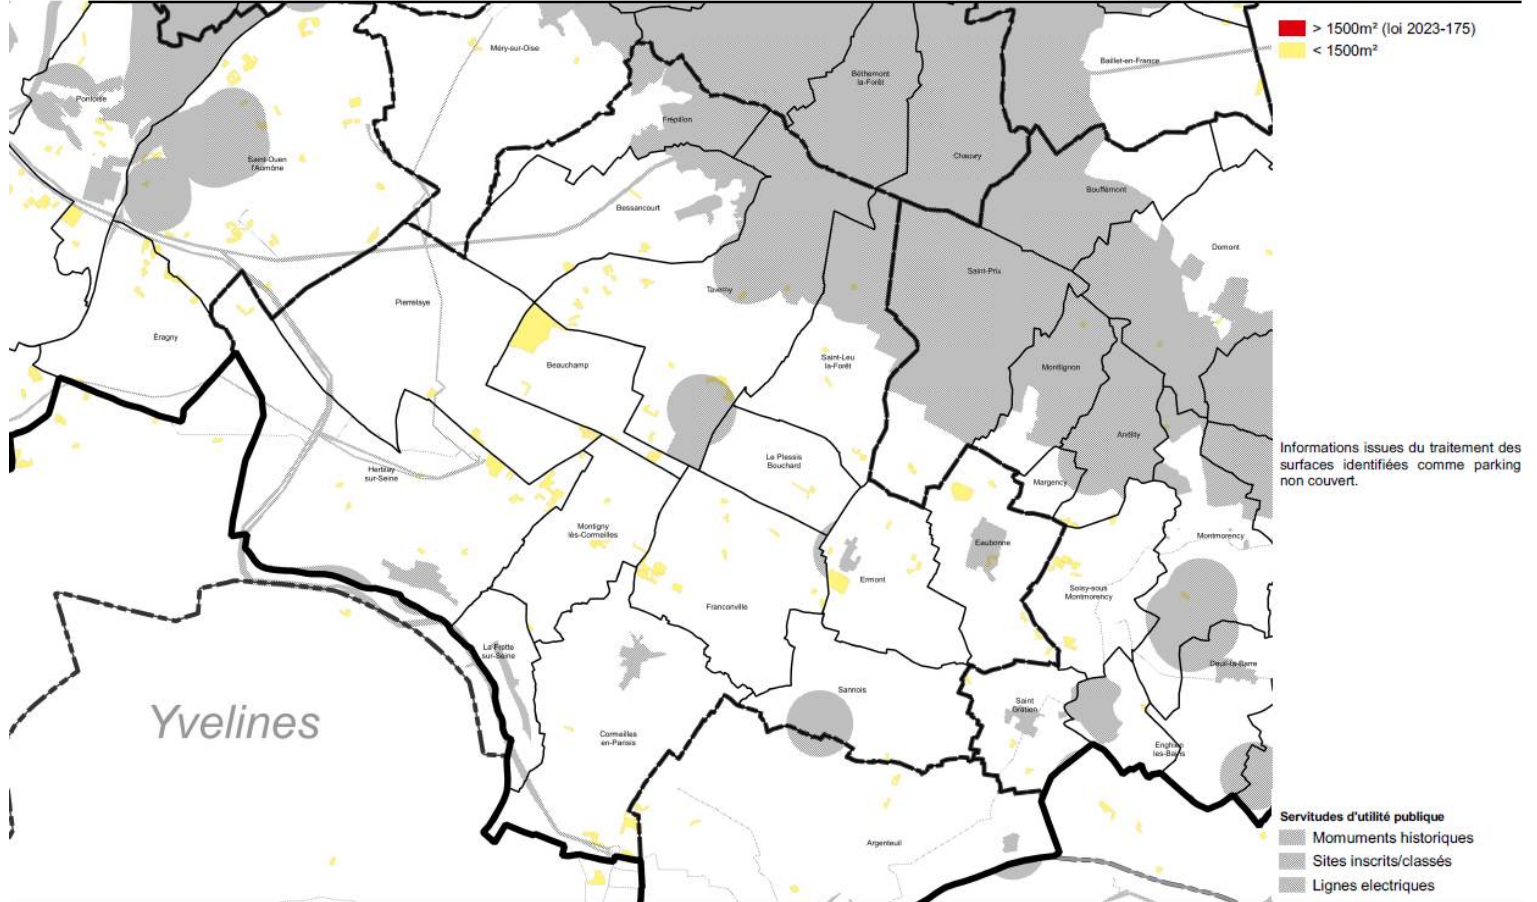 Méry-sur-Oise
Baillet-en-France
Béthemont
la-Forêt
Pontoise
Frépillon
Chauvry
Saint-Ouen
l'Aumône
Bouffémont
Bessancourt
Domont
Saint-Prix
Taverny
Pierrelaye
Éragny
Beauchamp
Saint-Leu
la-Forêt
Montlignon
Andilly
Le Plessis
Bouchard
Herblay
sur-Seine
Margency
Montigny
lès-Cormeilles
Eaubonne
Montmorency
Ermont
Soisy-sous
Montmorency
Franconville
La Frette
sur-Seine
Deuil-la-Barre
Sannois
Saint
Gratien
Yvelines
Cormeilles
en-Parisis
Enghien
les-Bains
Argenteuil
> 1500m² (loi 2023-175)
< 1500m²
Informations issues du traitement des
surfaces identifiées comme parking
non couvert.
Servitudes d'utilité publique
Momuments historiques
Sites inscrits/classés
Lignes electriques